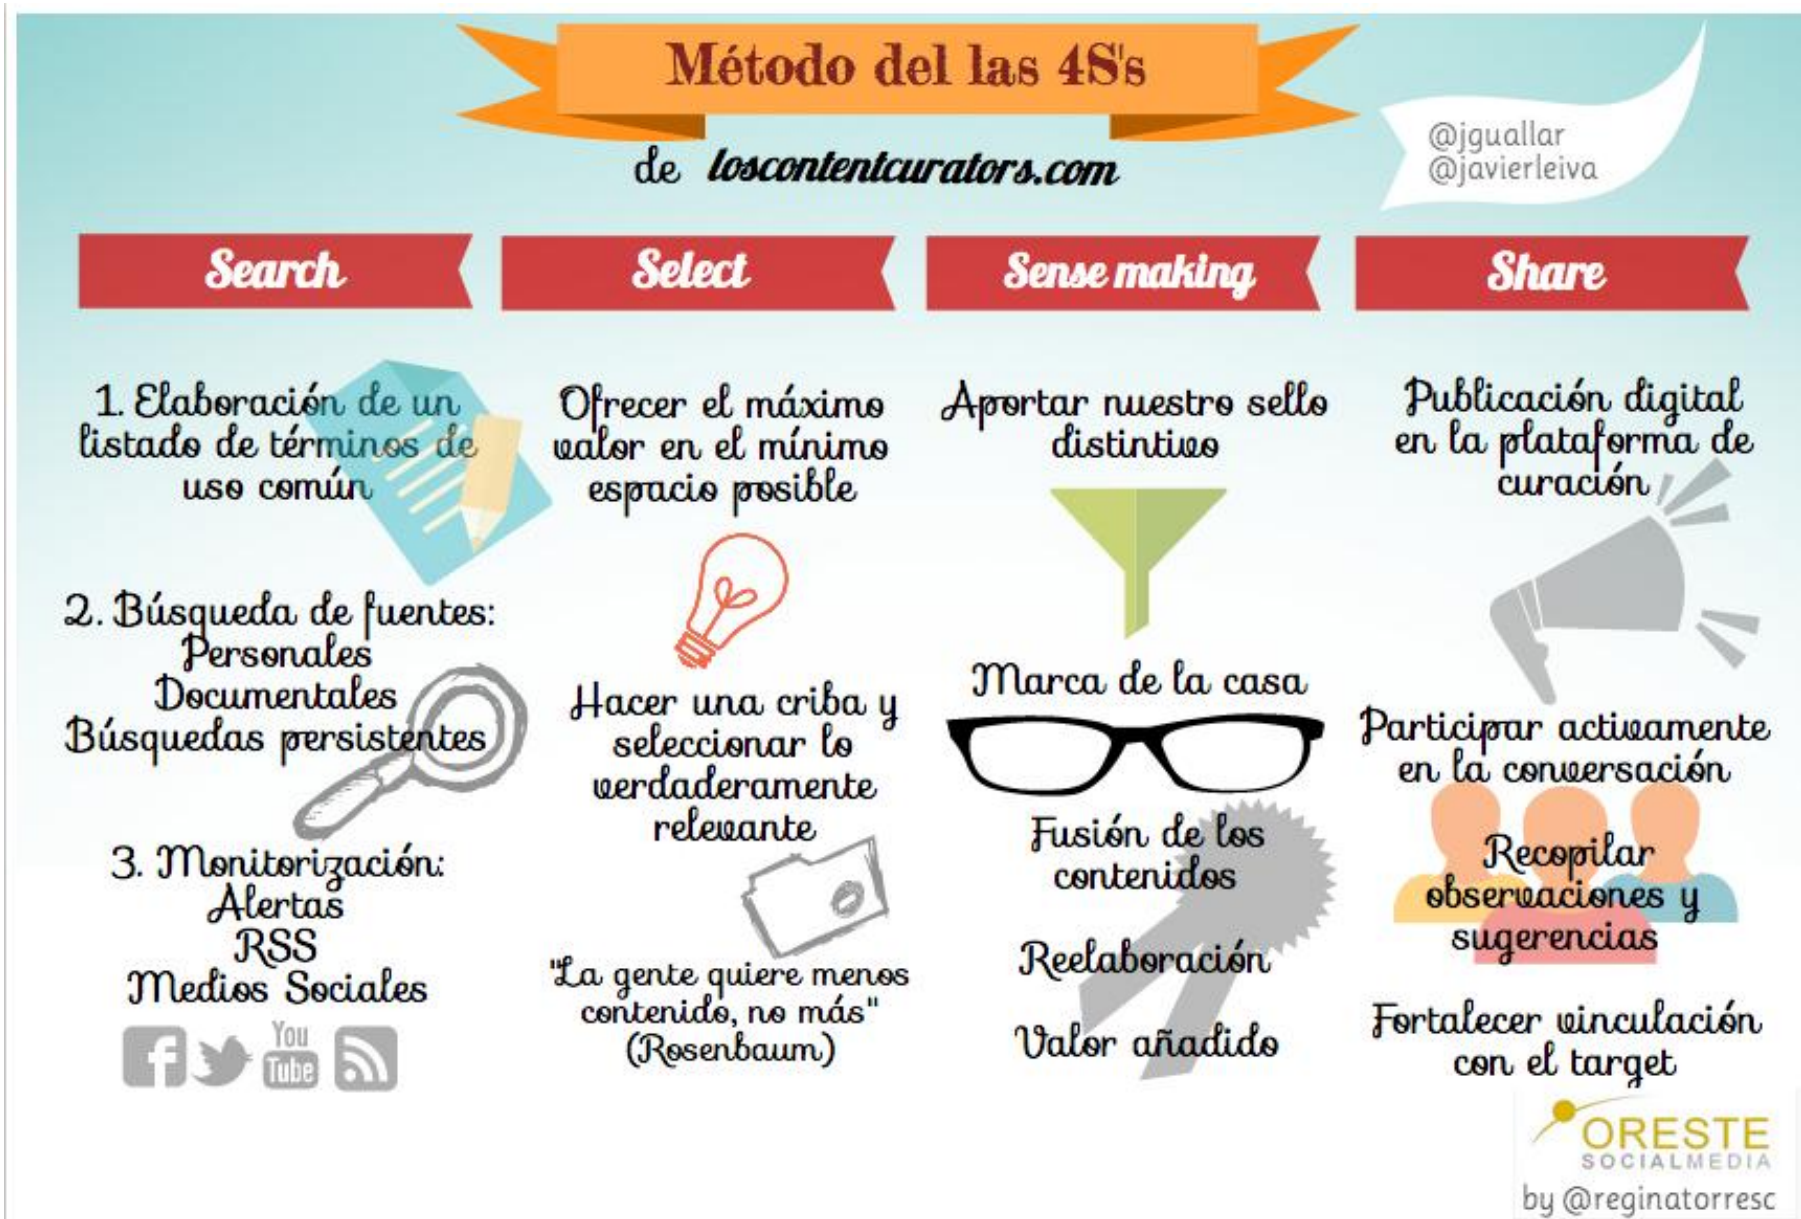 Método del las 4S's
de loscontentcurators.com
@jguallar
@javierleiva
Search
1. Elaboración de un
listado de términos de
uso común
2. Búsqueda de fuentes:
Personales
Documentales
Búsquedas persistentes
3. Monitorización:
Alertas
RSS
Medios Sociales
f
You
Tube
Select
Ofrecer el máximo
valor en el mínimo
espacio posible
Hacer una criba y
seleccionar lo
verdaderamente
relevante
"La gente quiere menos
contenido, no más"
(Rosenbaum)
Sense making
Aportar nuestro sello
distintivo
Marca de la casa
Fusión de los
contenidos
Reelaboración
Valor añadido
Share
Publicación digital
en la plataforma de
curación
Participar activamente
en la conversación
Recopilar
observaciones y
sugerencias
Fortalecer vinculación
con el target
ORESTE
SOCIALMEDIA
by @reginatorresc